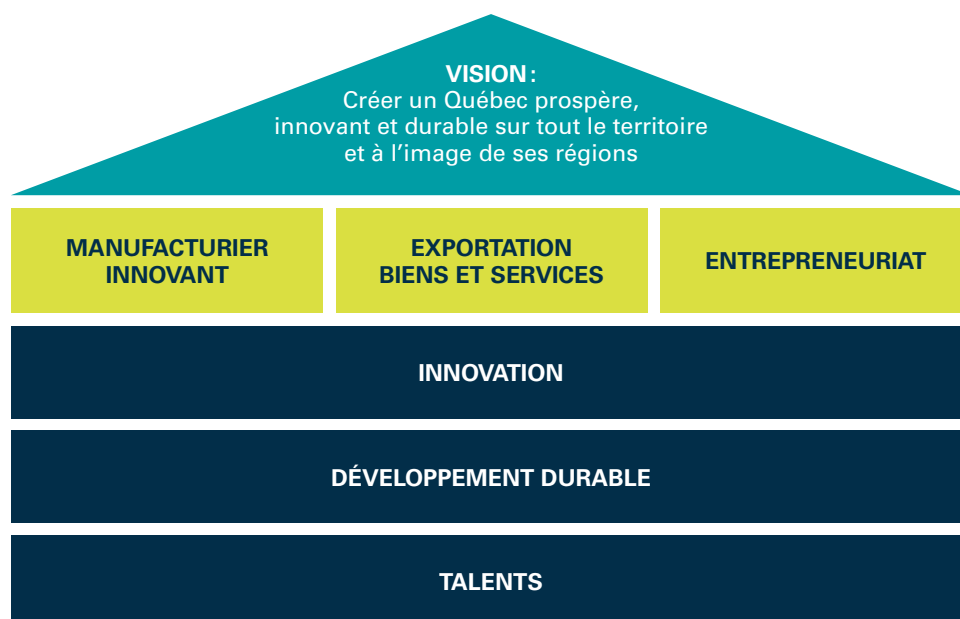 VISION :
Créer un Québec prospère,
innovant et durable sur tout le territoire
et à l’image de ses régions
MANUFACTURIER
INNOVANT
EXPORTATION
BIENS ET SERVICES
ENTREPRENEURIAT
INNOVATION
DÉVELOPPEMENT DURABLE
TALENTS